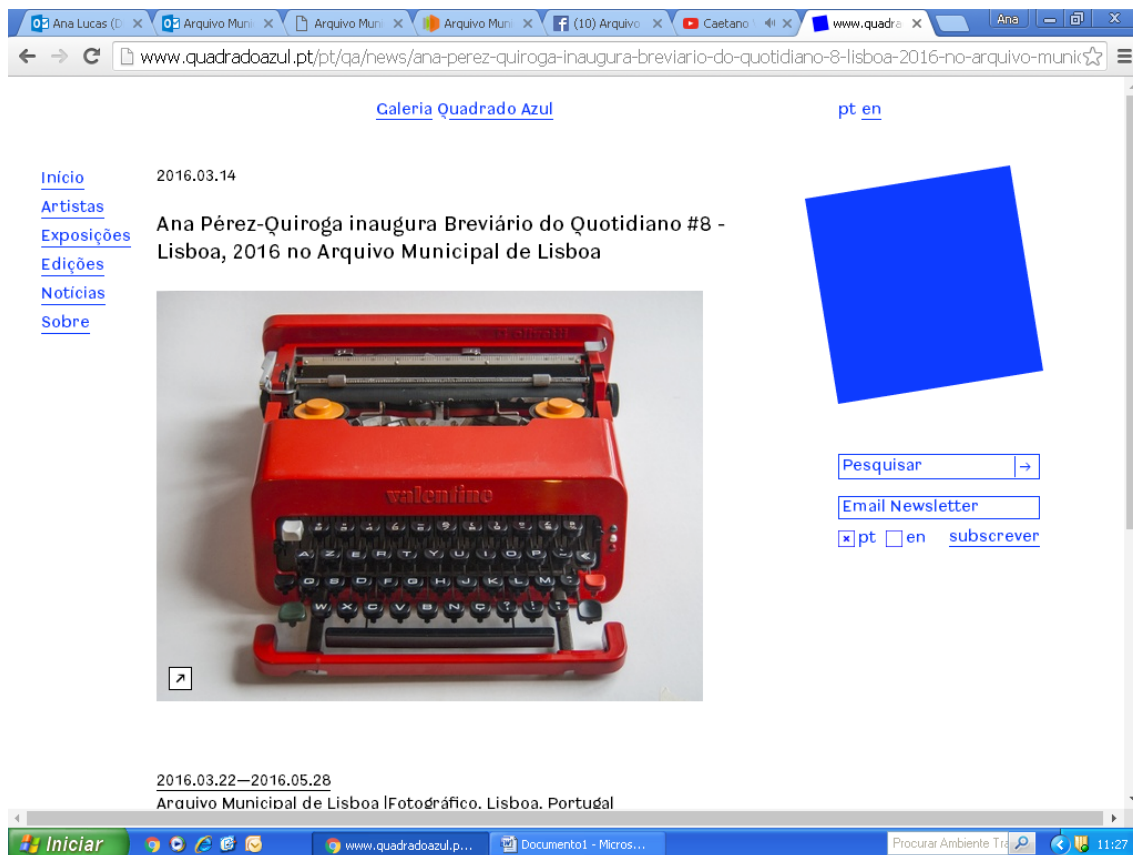 Ana Lucas (D
Arquivo Muni
Arquivo Muni
Arquivo Muni
(10) Arquivo
Caetano
www.quadra
Ana
www.quadradoazul.pt/pt/qa/news/ana-perez-quiroga-inaugura-breviario-do-quotidiano-8-lisboa-2016-no-arquivo-munic
Galeria Quadrado Azul
pt en
Início
Artistas
Exposições
Edições
Notícias
Sobre
2016.03.14
Ana Pérez-Quiroga inaugura Breviário do Quotidiano #8 -
Lisboa, 2016 no Arquivo Municipal de Lisboa
olivetti
valentine
A Z E R T Y U I O P
Q S D F G H J K L M
W X C V B N Ç ? ! :
Pesquisar →
Email Newsletter
pt en subscrever
2016.03.22—2016.05.28
Arquivo Municipal de Lisboa |Fotográfico. Lisboa. Portugal
Iniciar
www.quadradoazul.p...
Documento1 - Micros...
Procurar Ambiente Tra
11:27